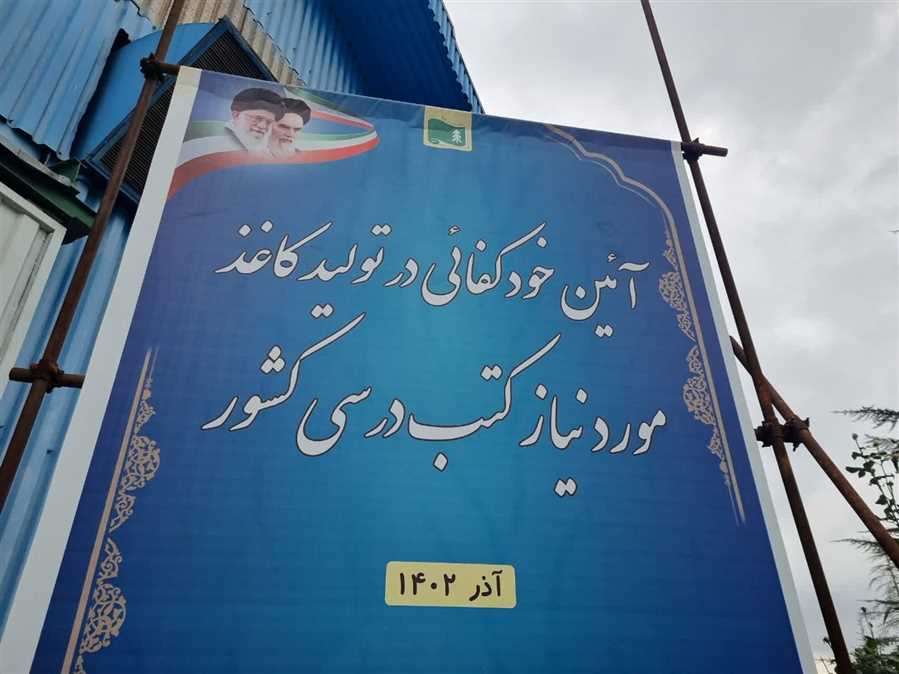 آئین خودکفائی در تولید کاغذ
مورد نیاز کتب درسی کشور
آذر ۱۴۰۲